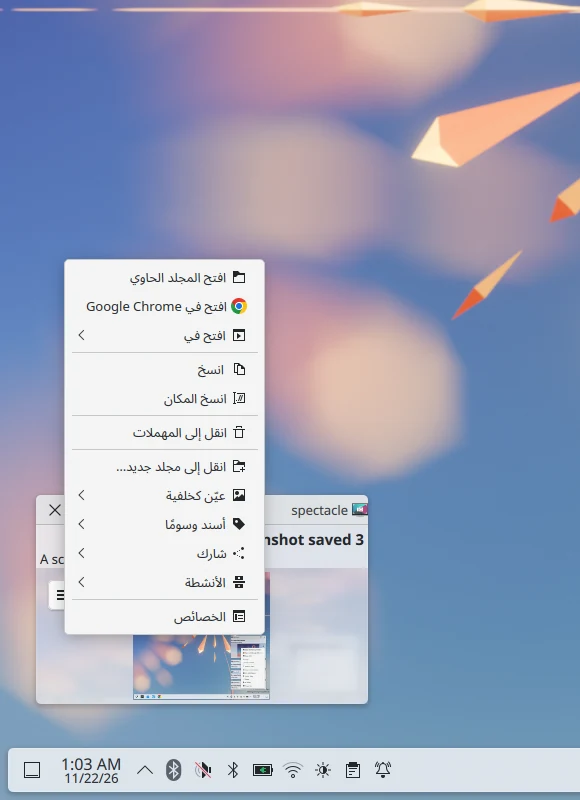 افتح المجلد الحاوي
افتح في Google Chrome
افتح في
انسخ
انسخ المكان
انقل إلى المهملات
انقل إلى مجلد جديد...
عيّن كخلفية
أسند وسومًا
شارك
الأنشطة
الخصائص
spectacle
nshot saved 3
A sc
1:03 AM
11/22/26